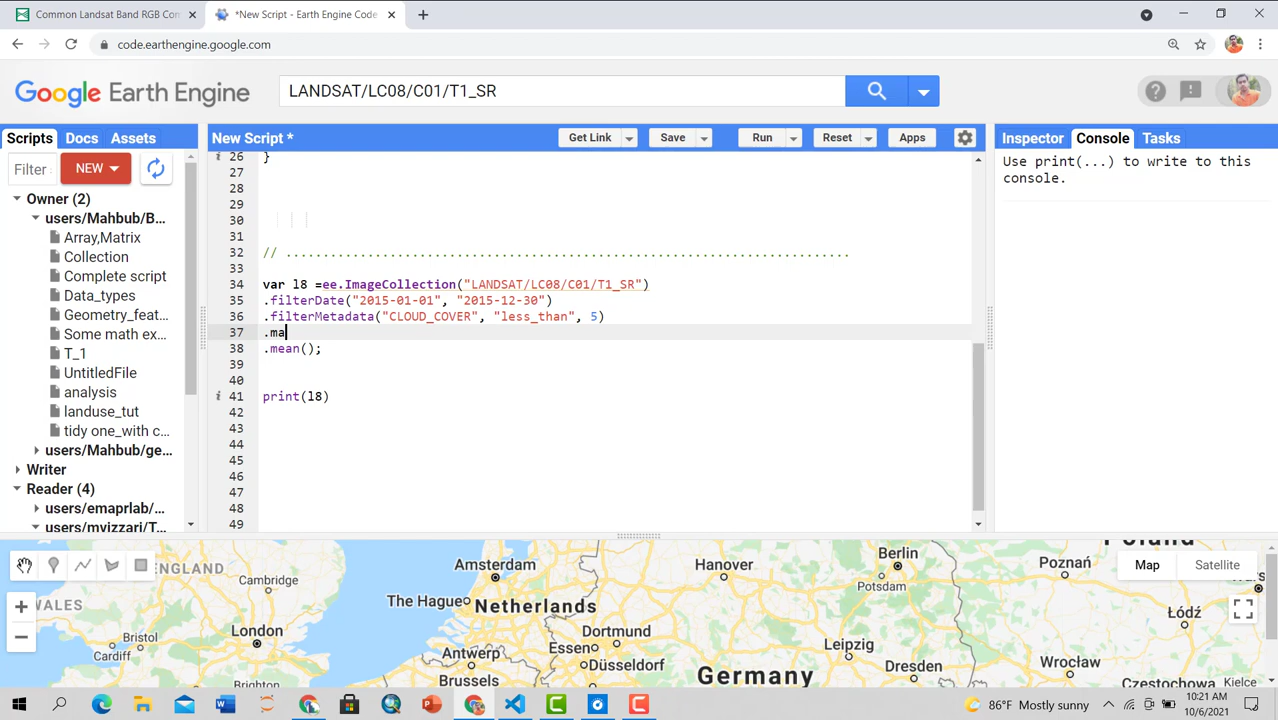 Common Landsat Band RGB Com
*New Script - Earth Engine Code
code.earthengine.google.com
Google Earth Engine
LANDSAT/LC08/C01/T1_SR
Scripts Docs Assets
New Script *
Get Link Save Run Reset Apps
Inspector Console Tasks
Filter
NEW
Owner (2)
users/Mahbub/B...
Array,Matrix
Collection
Complete script
Data_types
Geometry_feat...
Some math ex...
T_1
UntitledFile
analysis
landuse_tut
tidy one_with c...
users/Mahbub/ge...
Writer
Reader (4)
users/emaprlab/...
users/mvizzari/T...
26 }
27
28
29
30
31
32 // ............................................................................
33
34 var l8 =ee.ImageCollection("LANDSAT/LC08/C01/T1_SR")
35 .filterDate("2015-01-01", "2015-12-30")
36 .filterMetadata("CLOUD_COVER", "less_than", 5)
37 .ma
38 .mean();
39
40
41 print(l8)
42
43
44
45
46
47
48
49
Use print(...) to write to this
console.
Map Satellite
ENGLAND
WALES
Cambridge
Bristol
London
Amsterdam
The Hague
Netherlands
Antwerp
Brussels
Essen
Dortmund
Düsseldorf
Hanover
Berlin
Potsdam
Leipzig
Dresden
Germany
Poland
Poznań
Łódź
Wrocław
Częstochowa
Kielce
86°F Mostly sunny
10:21 AM
10/6/2021